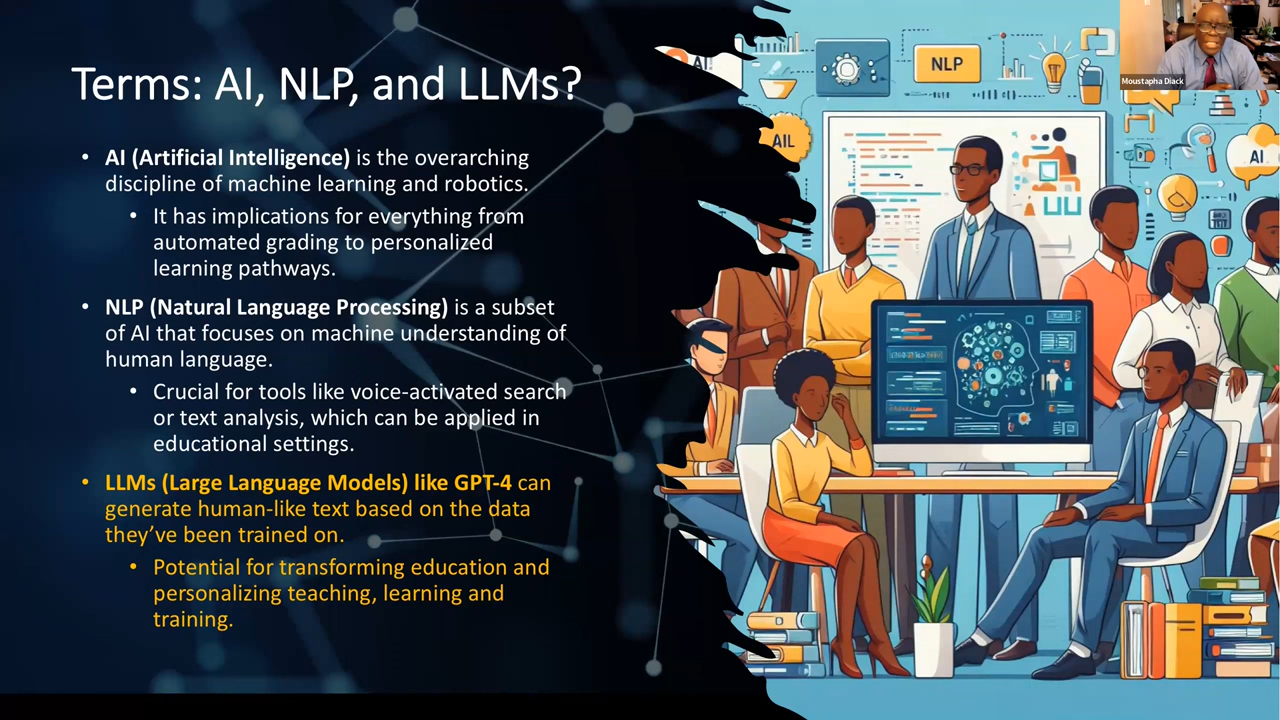 Terms: AI, NLP, and LLMs?
• AI (Artificial Intelligence) is the overarching
discipline of machine learning and robotics.
• It has implications for everything from
automated grading to personalized
learning pathways.
• NLP (Natural Language Processing) is a subset
of AI that focuses on machine understanding of
human language.
• Crucial for tools like voice-activated search
or text analysis, which can be applied in
educational settings.
• LLMs (Large Language Models) like GPT-4 can
generate human-like text based on the data
they’ve been trained on.
• Potential for transforming education and
personalizing teaching, learning and
training.
AI
NLP
AIL
AI
Moustapha Diack